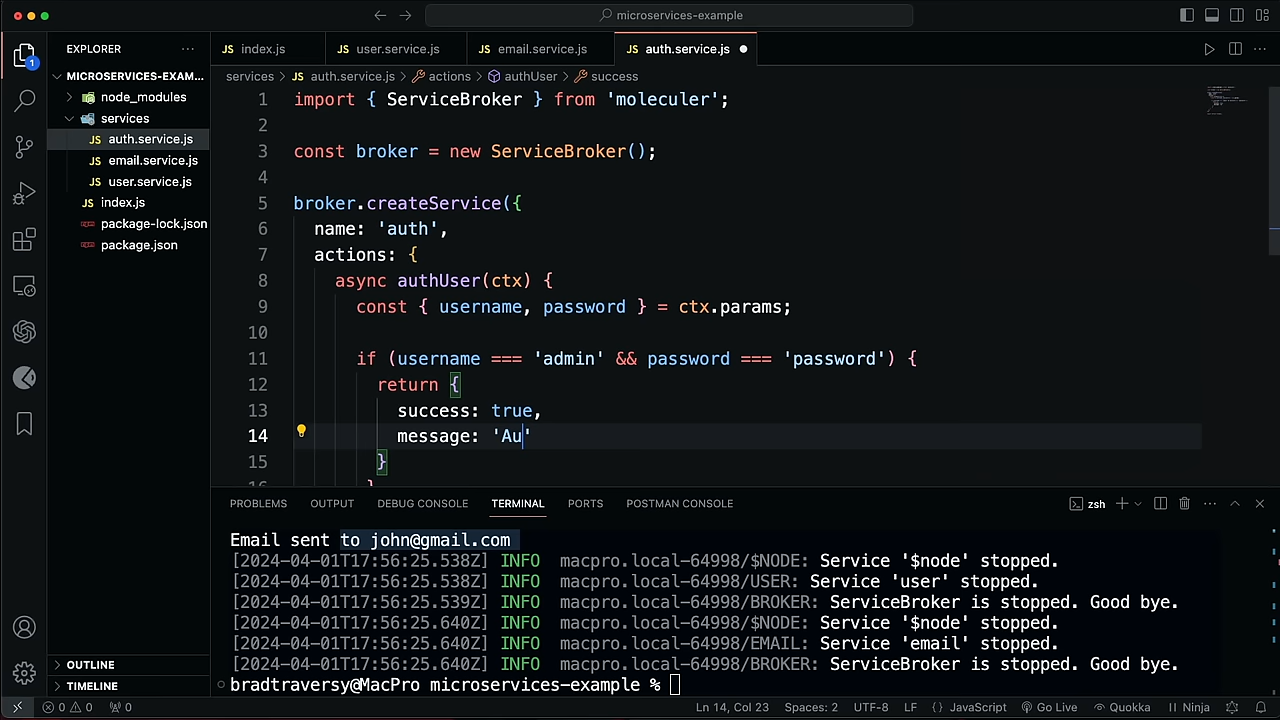 microservices-example
EXPLORER
index.js
user.service.js
email.service.js
auth.service.js
1
MICROSERVICES-EXAM...
services > auth.service.js > actions > authUser > success
node_modules
services
auth.service.js
email.service.js
user.service.js
index.js
package-lock.json
package.json
1 import { ServiceBroker } from 'moleculer';
2
3 const broker = new ServiceBroker();
4
5 broker.createService({
6 name: 'auth',
7 actions: {
8 async authUser(ctx) {
9 const { username, password } = ctx.params;
10
11 if (username === 'admin' && password === 'password') {
12 return {
13 success: true,
14 message: 'Au'
15 }
16 }
PROBLEMS OUTPUT DEBUG CONSOLE TERMINAL PORTS POSTMAN CONSOLE zsh
Email sent to john@gmail.com
[2024-04-01T17:56:25.538Z] INFO macpro.local-64998/$NODE: Service '$node' stopped.
[2024-04-01T17:56:25.538Z] INFO macpro.local-64998/USER: Service 'user' stopped.
[2024-04-01T17:56:25.539Z] INFO macpro.local-64998/BROKER: ServiceBroker is stopped. Good bye.
[2024-04-01T17:56:25.640Z] INFO macpro.local-64998/$NODE: Service '$node' stopped.
[2024-04-01T17:56:25.640Z] INFO macpro.local-64998/EMAIL: Service 'email' stopped.
[2024-04-01T17:56:25.640Z] INFO macpro.local-64998/BROKER: ServiceBroker is stopped. Good bye.
bradtraversy@MacPro microservices-example %
OUTLINE
TIMELINE
0 0 0 Ln 14, Col 23 Spaces: 2 UTF-8 LF {} JavaScript Go Live Quokka Ninja